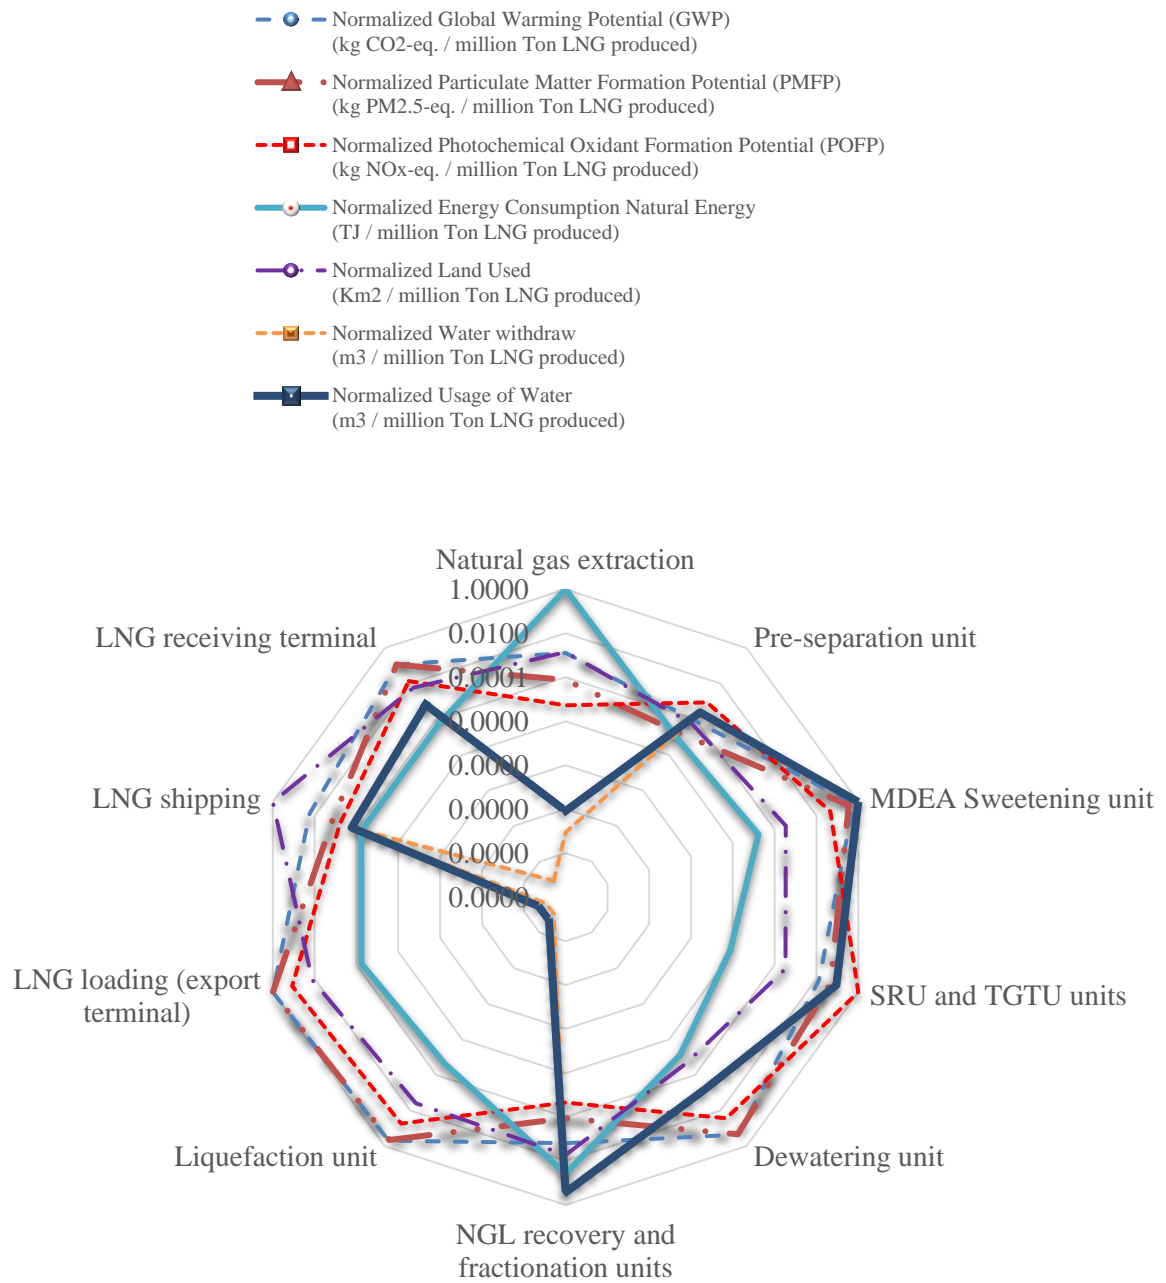 Normalized Global Warming Potential (GWP)
(kg CO2-eq. / million Ton LNG produced)
Normalized Particulate Matter Formation Potential (PMFP)
(kg PM2.5-eq. / million Ton LNG produced)
Normalized Photochemical Oxidant Formation Potential (POFP)
(kg NOx-eq. / million Ton LNG produced)
Normalized Energy Consumption Natural Energy
(TJ / million Ton LNG produced)
Normalized Land Used
(Km2 / million Ton LNG produced)
Normalized Water withdraw
(m3 / million Ton LNG produced)
Normalized Usage of Water
(m3 / million Ton LNG produced)
Natural gas extraction
1.0000
0.0100
0.0001
0.0000
0.0000
0.0000
0.0000
0.0000
Pre-separation unit
MDEA Sweetening unit
SRU and TGTU units
Dewatering unit
NGL recovery and
fractionation units
Liquefaction unit
LNG loading (export
terminal)
LNG shipping
LNG receiving terminal